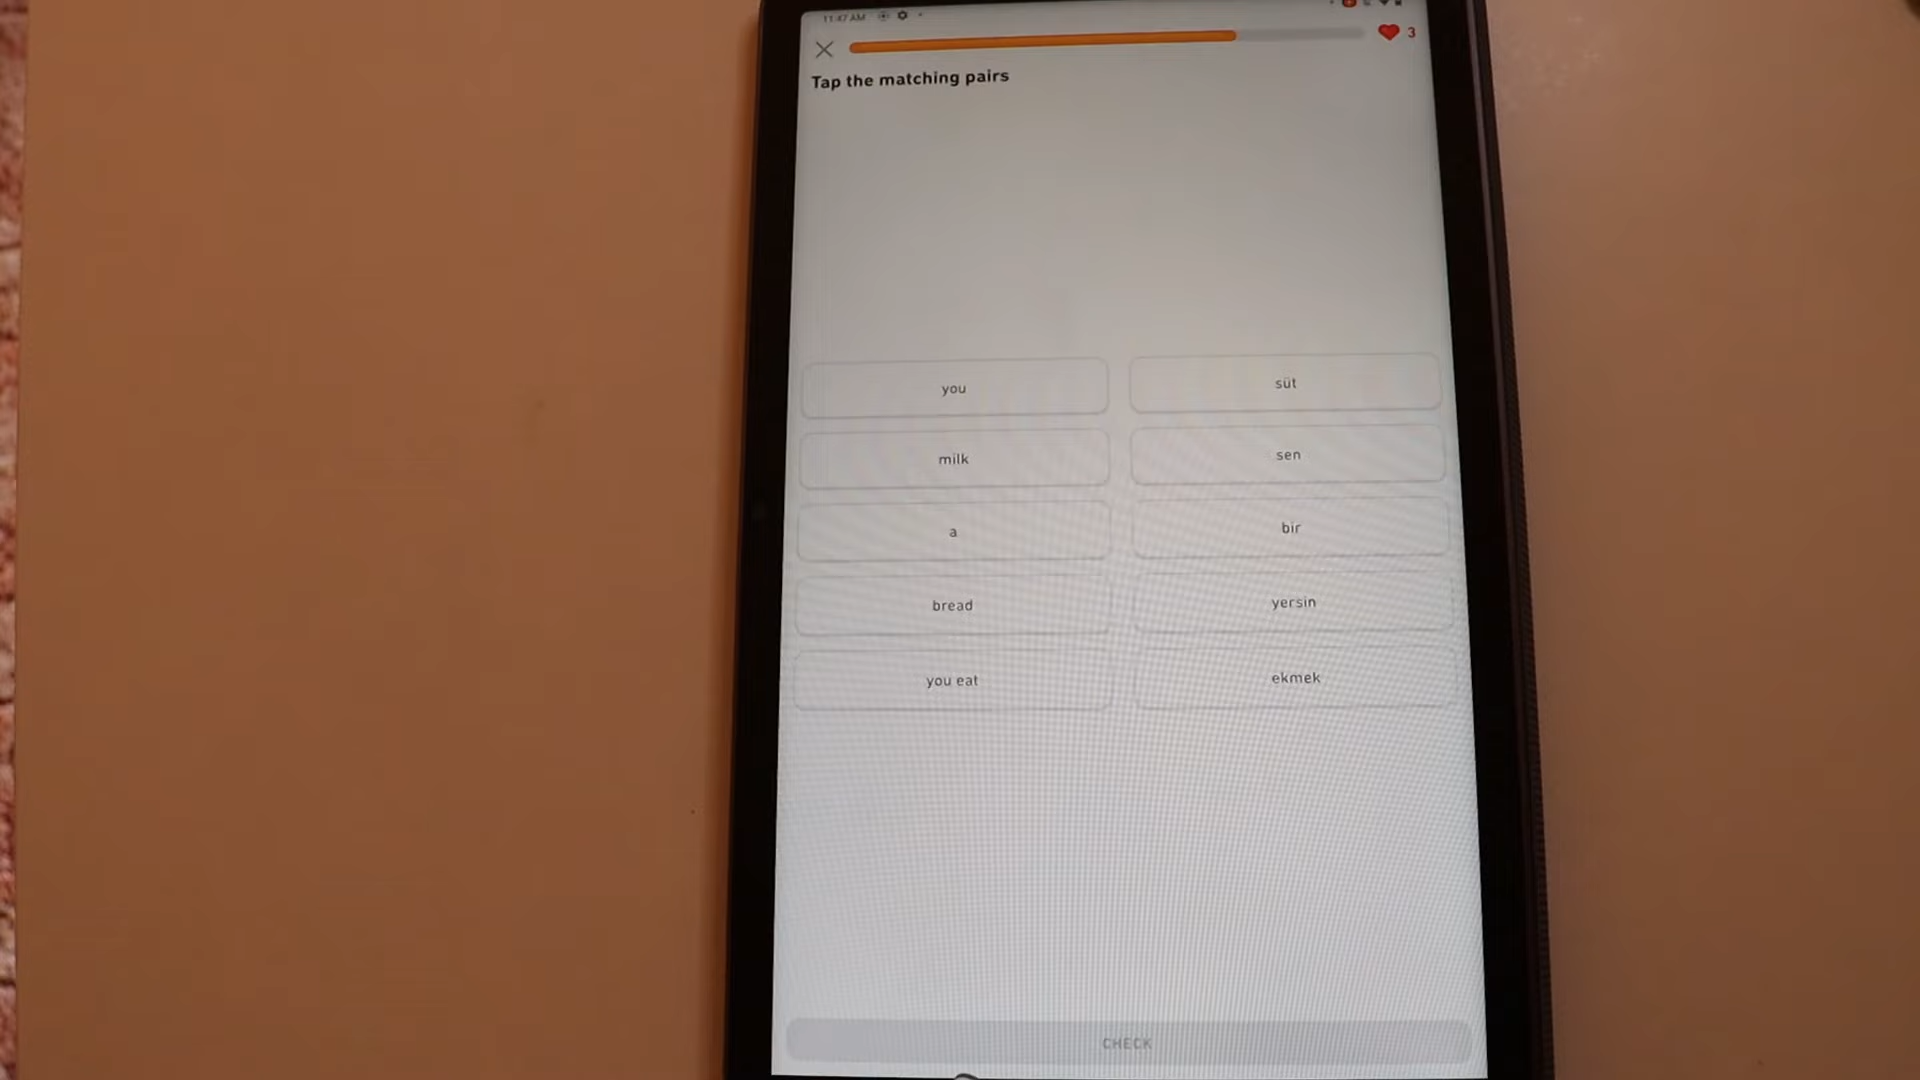 11:47 AM
3
Tap the matching pairs
you
süt
milk
sen
a
bir
bread
yersin
you eat
ekmek
CHECK